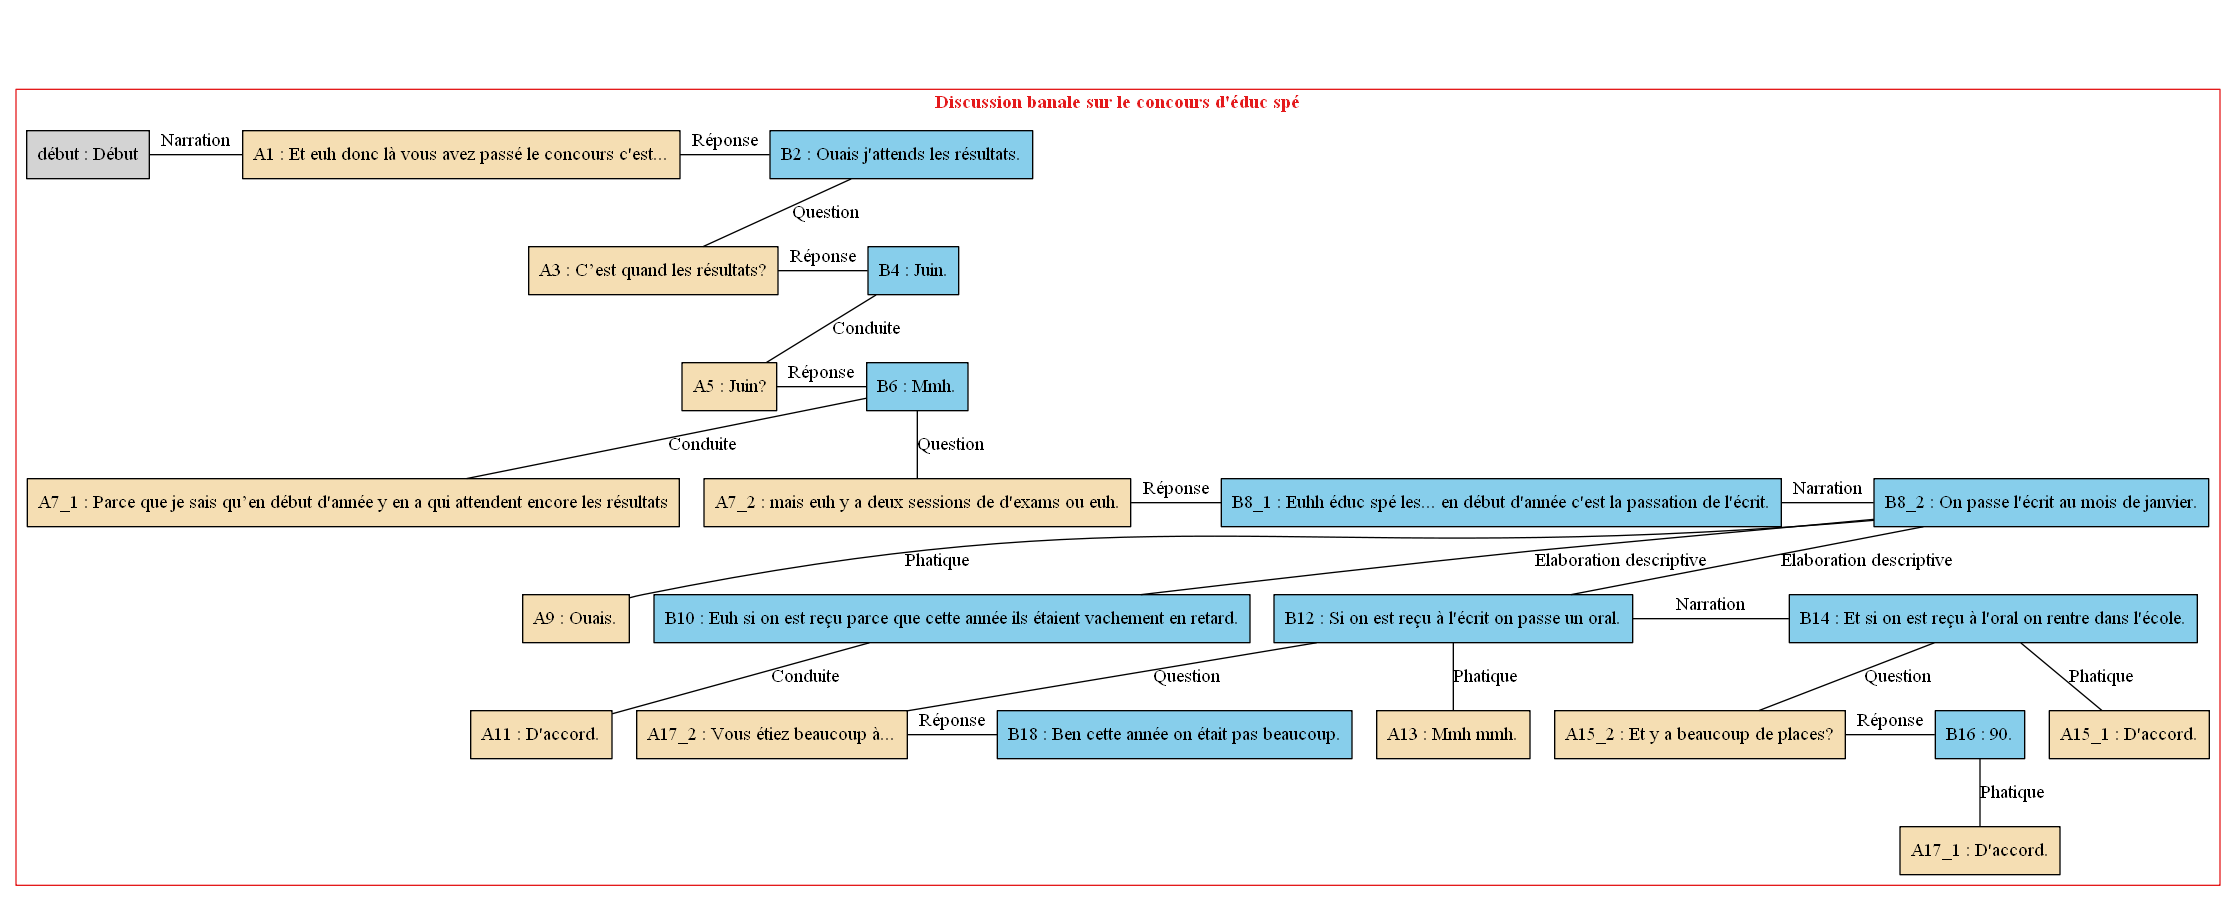 Discussion banale sur le concours d'éduc spé
début : Début
Narration
A1 : Et euh donc là vous avez passé le concours c'est...
Réponse
B2 : Ouais j'attends les résultats.
Question
A3 : C’est quand les résultats?
Réponse
B4 : Juin.
Conduite
A5 : Juin?
Réponse
B6 : Mmh.
Conduite
Question
A7_1 : Parce que je sais qu’en début d'année y en a qui attendent encore les résultats
A7_2 : mais euh y a deux sessions de d'exams ou euh.
Réponse
B8_1 : Euhh éduc spé les... en début d'année c'est la passation de l'écrit.
Narration
B8_2 : On passe l'écrit au mois de janvier.
Phatique
Elaboration descriptive
Elaboration descriptive
A9 : Ouais.
B10 : Euh si on est reçu parce que cette année ils étaient vachement en retard.
B12 : Si on est reçu à l'écrit on passe un oral.
Narration
B14 : Et si on est reçu à l'oral on rentre dans l'école.
Conduite
Question
Phatique
Question
Phatique
A11 : D'accord.
A17_2 : Vous étiez beaucoup à...
Réponse
B18 : Ben cette année on était pas beaucoup.
A13 : Mmh mmh.
A15_2 : Et y a beaucoup de places?
Réponse
B16 : 90.
A15_1 : D'accord.
Phatique
A17_1 : D'accord.